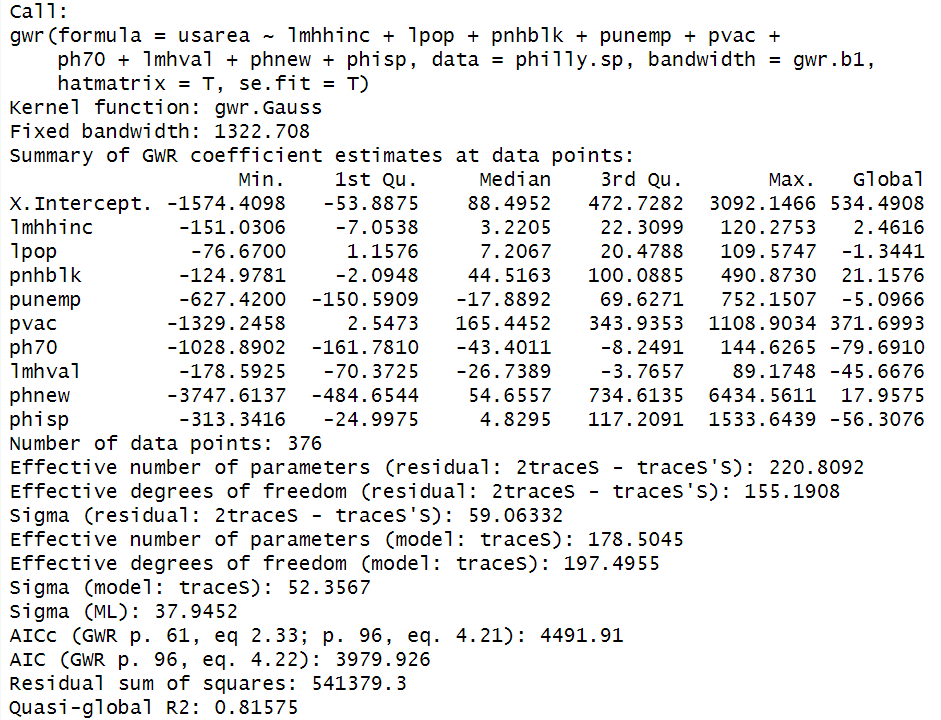 Call:
gwr(formula = usarea ~ lmhhinc + lpop + pnhblk + punemp + pvac +
    ph70 + lmhval + phnew + phisp, data = philly.sp, bandwidth = gwr.b1,
    hatmatrix = T, se.fit = T)
Kernel function: gwr.Gauss
Fixed bandwidth: 1322.708
Summary of GWR coefficient estimates at data points:
                  Min.    1st Qu.     Median    3rd Qu.       Max.   Global
X.Intercept. -1574.4098   -53.8875    88.4952   472.7282  3092.1466 534.4908
lmhhinc       -151.0306    -7.0538     3.2205    22.3099   120.2753   2.4616
lpop           -76.6700     1.1576     7.2067    20.4788   109.5747  -1.3441
pnhblk        -124.9781    -2.0948    44.5163   100.0885   490.8730  21.1576
punemp        -627.4200  -150.5909   -17.8892    69.6271   752.1507  -5.0966
pvac         -1329.2458     2.5473   165.4452   343.9353  1108.9034 371.6993
ph70         -1028.8902  -161.7810   -43.4011    -8.2491   144.6265 -79.6910
lmhval        -178.5925   -70.3725   -26.7389    -3.7657    89.1748 -45.6676
phnew        -3747.6137  -484.6544    54.6557   734.6135  6434.5611  17.9575
phisp         -313.3416   -24.9975     4.8295   117.2091  1533.6439 -56.3076
Number of data points: 376
Effective number of parameters (residual: 2traceS - traceS'S): 220.8092
Effective degrees of freedom (residual: 2traceS - traceS'S): 155.1908
Sigma (residual: 2traceS - traceS'S): 59.06332
Effective number of parameters (model: traceS): 178.5045
Effective degrees of freedom (model: traceS): 197.4955
Sigma (model: traceS): 52.3567
Sigma (ML): 37.9452
AICc (GWR p. 61, eq 2.33; p. 96, eq. 4.21): 4491.91
AIC (GWR p. 96, eq. 4.22): 3979.926
Residual sum of squares: 541379.3
Quasi-global R2: 0.81575